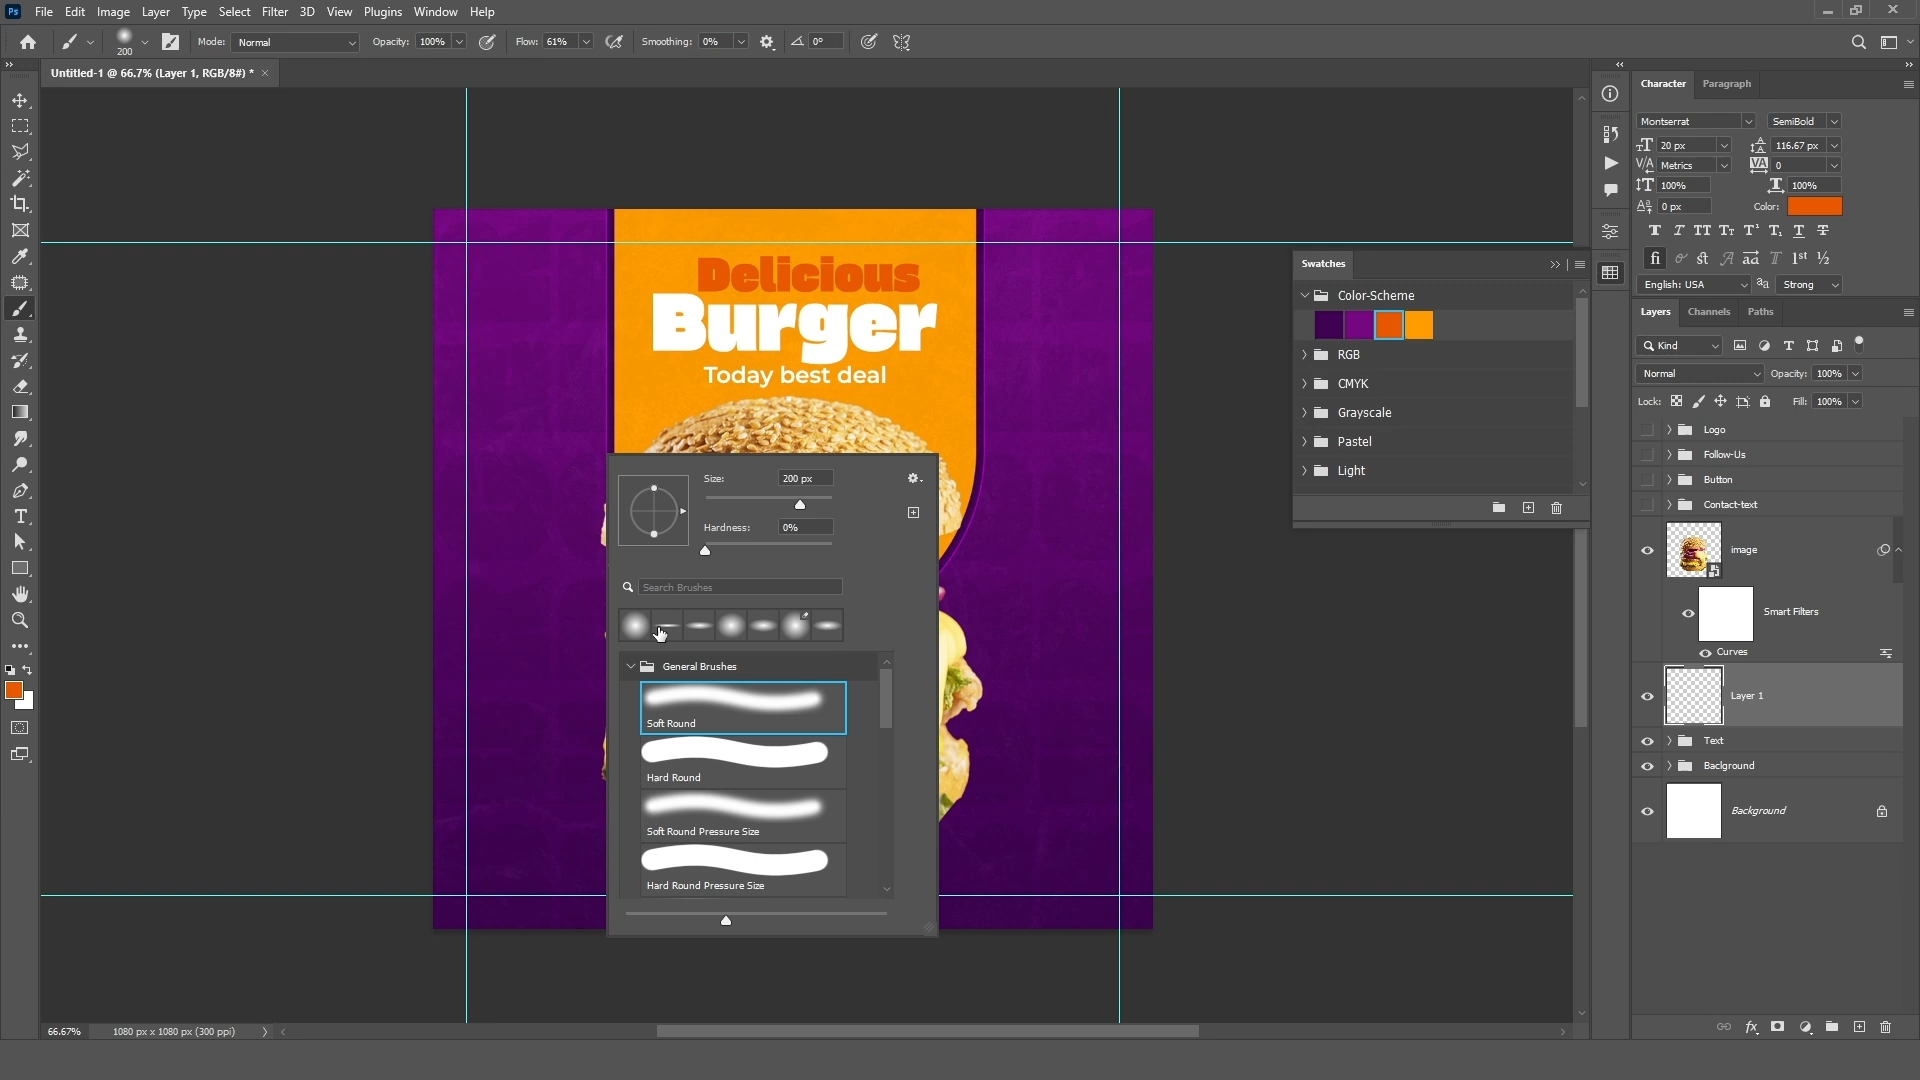 Ps File Edit Image Layer Type Select Filter 3D View Plugins Window Help
200 Mode: Normal Opacity: 100% Flow: 61% Smoothing: 0% 0°
Untitled-1 @ 66.7% (Layer 1, RGB/8#) *
Delicious
Burger
Today best deal
Size: 200 px
Hardness: 0%
Search Brushes
General Brushes
Soft Round
Hard Round
Soft Round Pressure Size
Hard Round Pressure Size
Swatches
Color-Scheme
RGB
CMYK
Grayscale
Pastel
Light
Character Paragraph
Montserrat SemiBold
20 px 116.67 px
Metrics 0
100% 100%
0 px Color:
English: USA Strong
Layers Channels Paths
Kind
Normal Opacity: 100%
Lock: Fill: 100%
Logo
Follow-Us
Button
Contact-text
image
Smart Filters
Curves
Layer 1
Text
Baclground
Background
66.67% 1080 px x 1080 px (300 ppi)